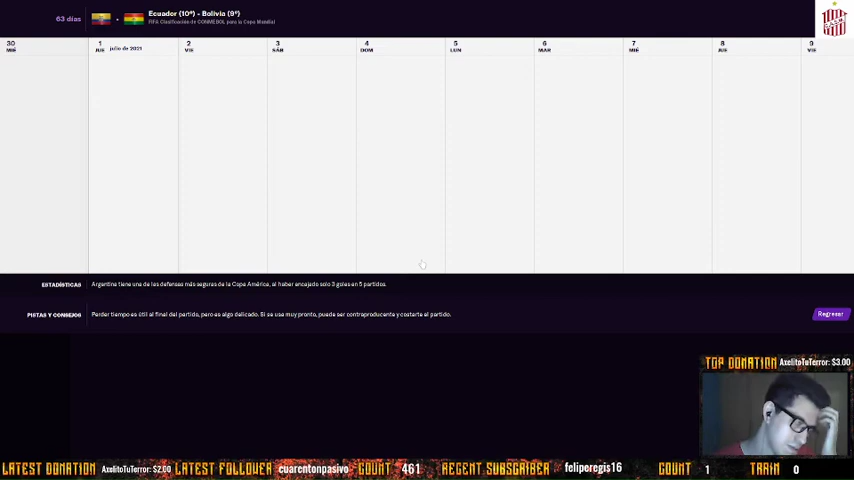 63 días
Ecuador (10º) - Bolivia (9º)
FIFA Clasificación de CONMEBOL para la Copa Mundial
30 MIÉ
1 JUE julio de 2021
2 VIE
3 SÁB
4 DOM
5 LUN
6 MAR
7 MIÉ
8 JUE
9 VIE
ESTADÍSTICAS Argentina tiene una de las defensas más seguras de la Copa América, al haber encajado solo 3 goles en 5 partidos.
PISTAS Y CONSEJOS Perder tiempo es útil al final del partido, pero es algo delicado. Si se usa muy pronto, puede ser contraproducente y costarte el partido.
Regresar
TOP DONATION AxelitoTuTerror: $3.00
LATEST DONATION AxelitoTuTerror: $2.00 LATEST FOLLOWER cuarentonpasivo COUNT 461 RECENT SUBSCRIBER feliperegis16 COUNT 1 TRAIN 0